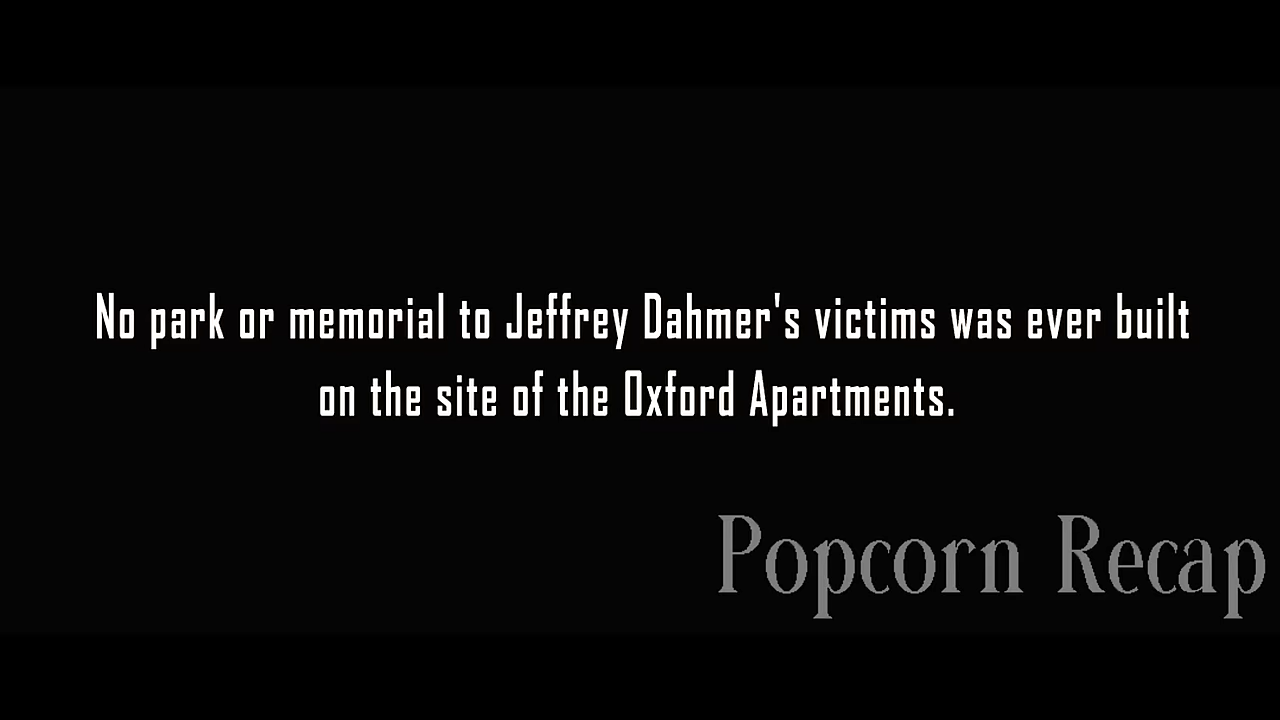 No park or memorial to Jeffrey Dahmer's victims was ever built
on the site of the Oxford Apartments.
Popcorn Recap